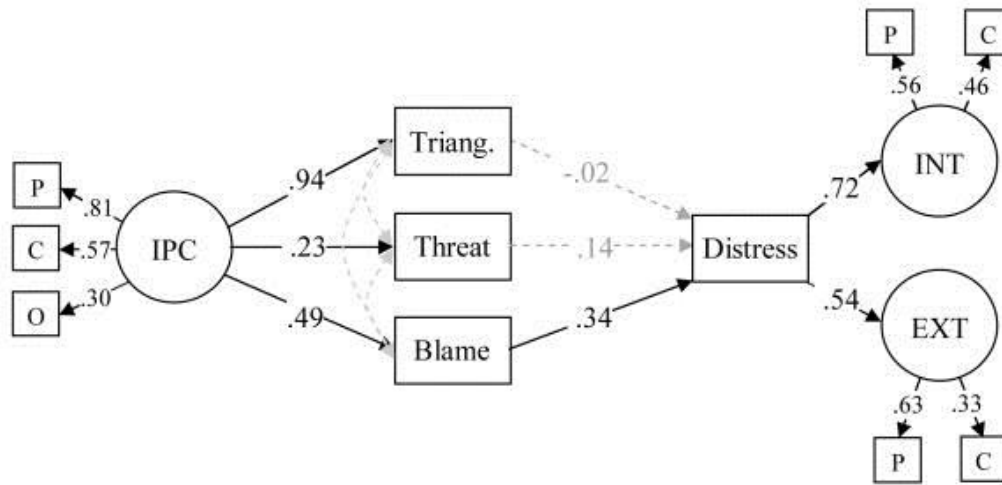 P
C
.56
.46
INT
Triang.
.94
-.02
.72
P
.81
C
.57
IPC
.23
Threat
.14
Distress
O
.30
.49
Blame
.34
.54
EXT
.63
.33
P
C